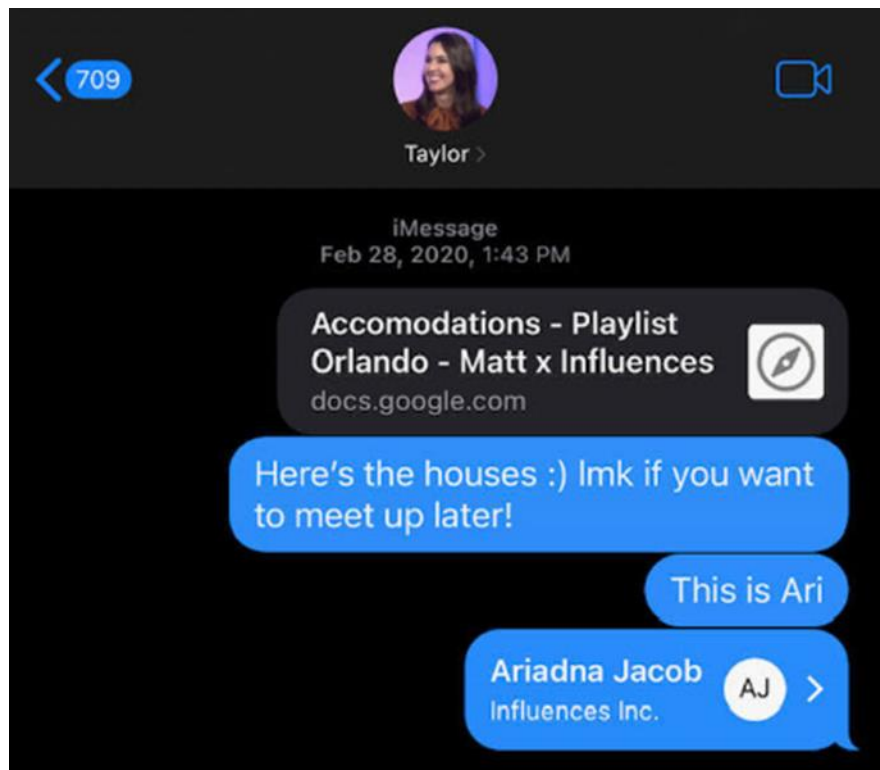 709
Taylor >
iMessage
Feb 28, 2020, 1:43 PM
Accomodations - Playlist
Orlando - Matt x Influences
docs.google.com
Here's the houses :) lmk if you want
to meet up later!
This is Ari
Ariadna Jacob
AJ
Influences Inc.